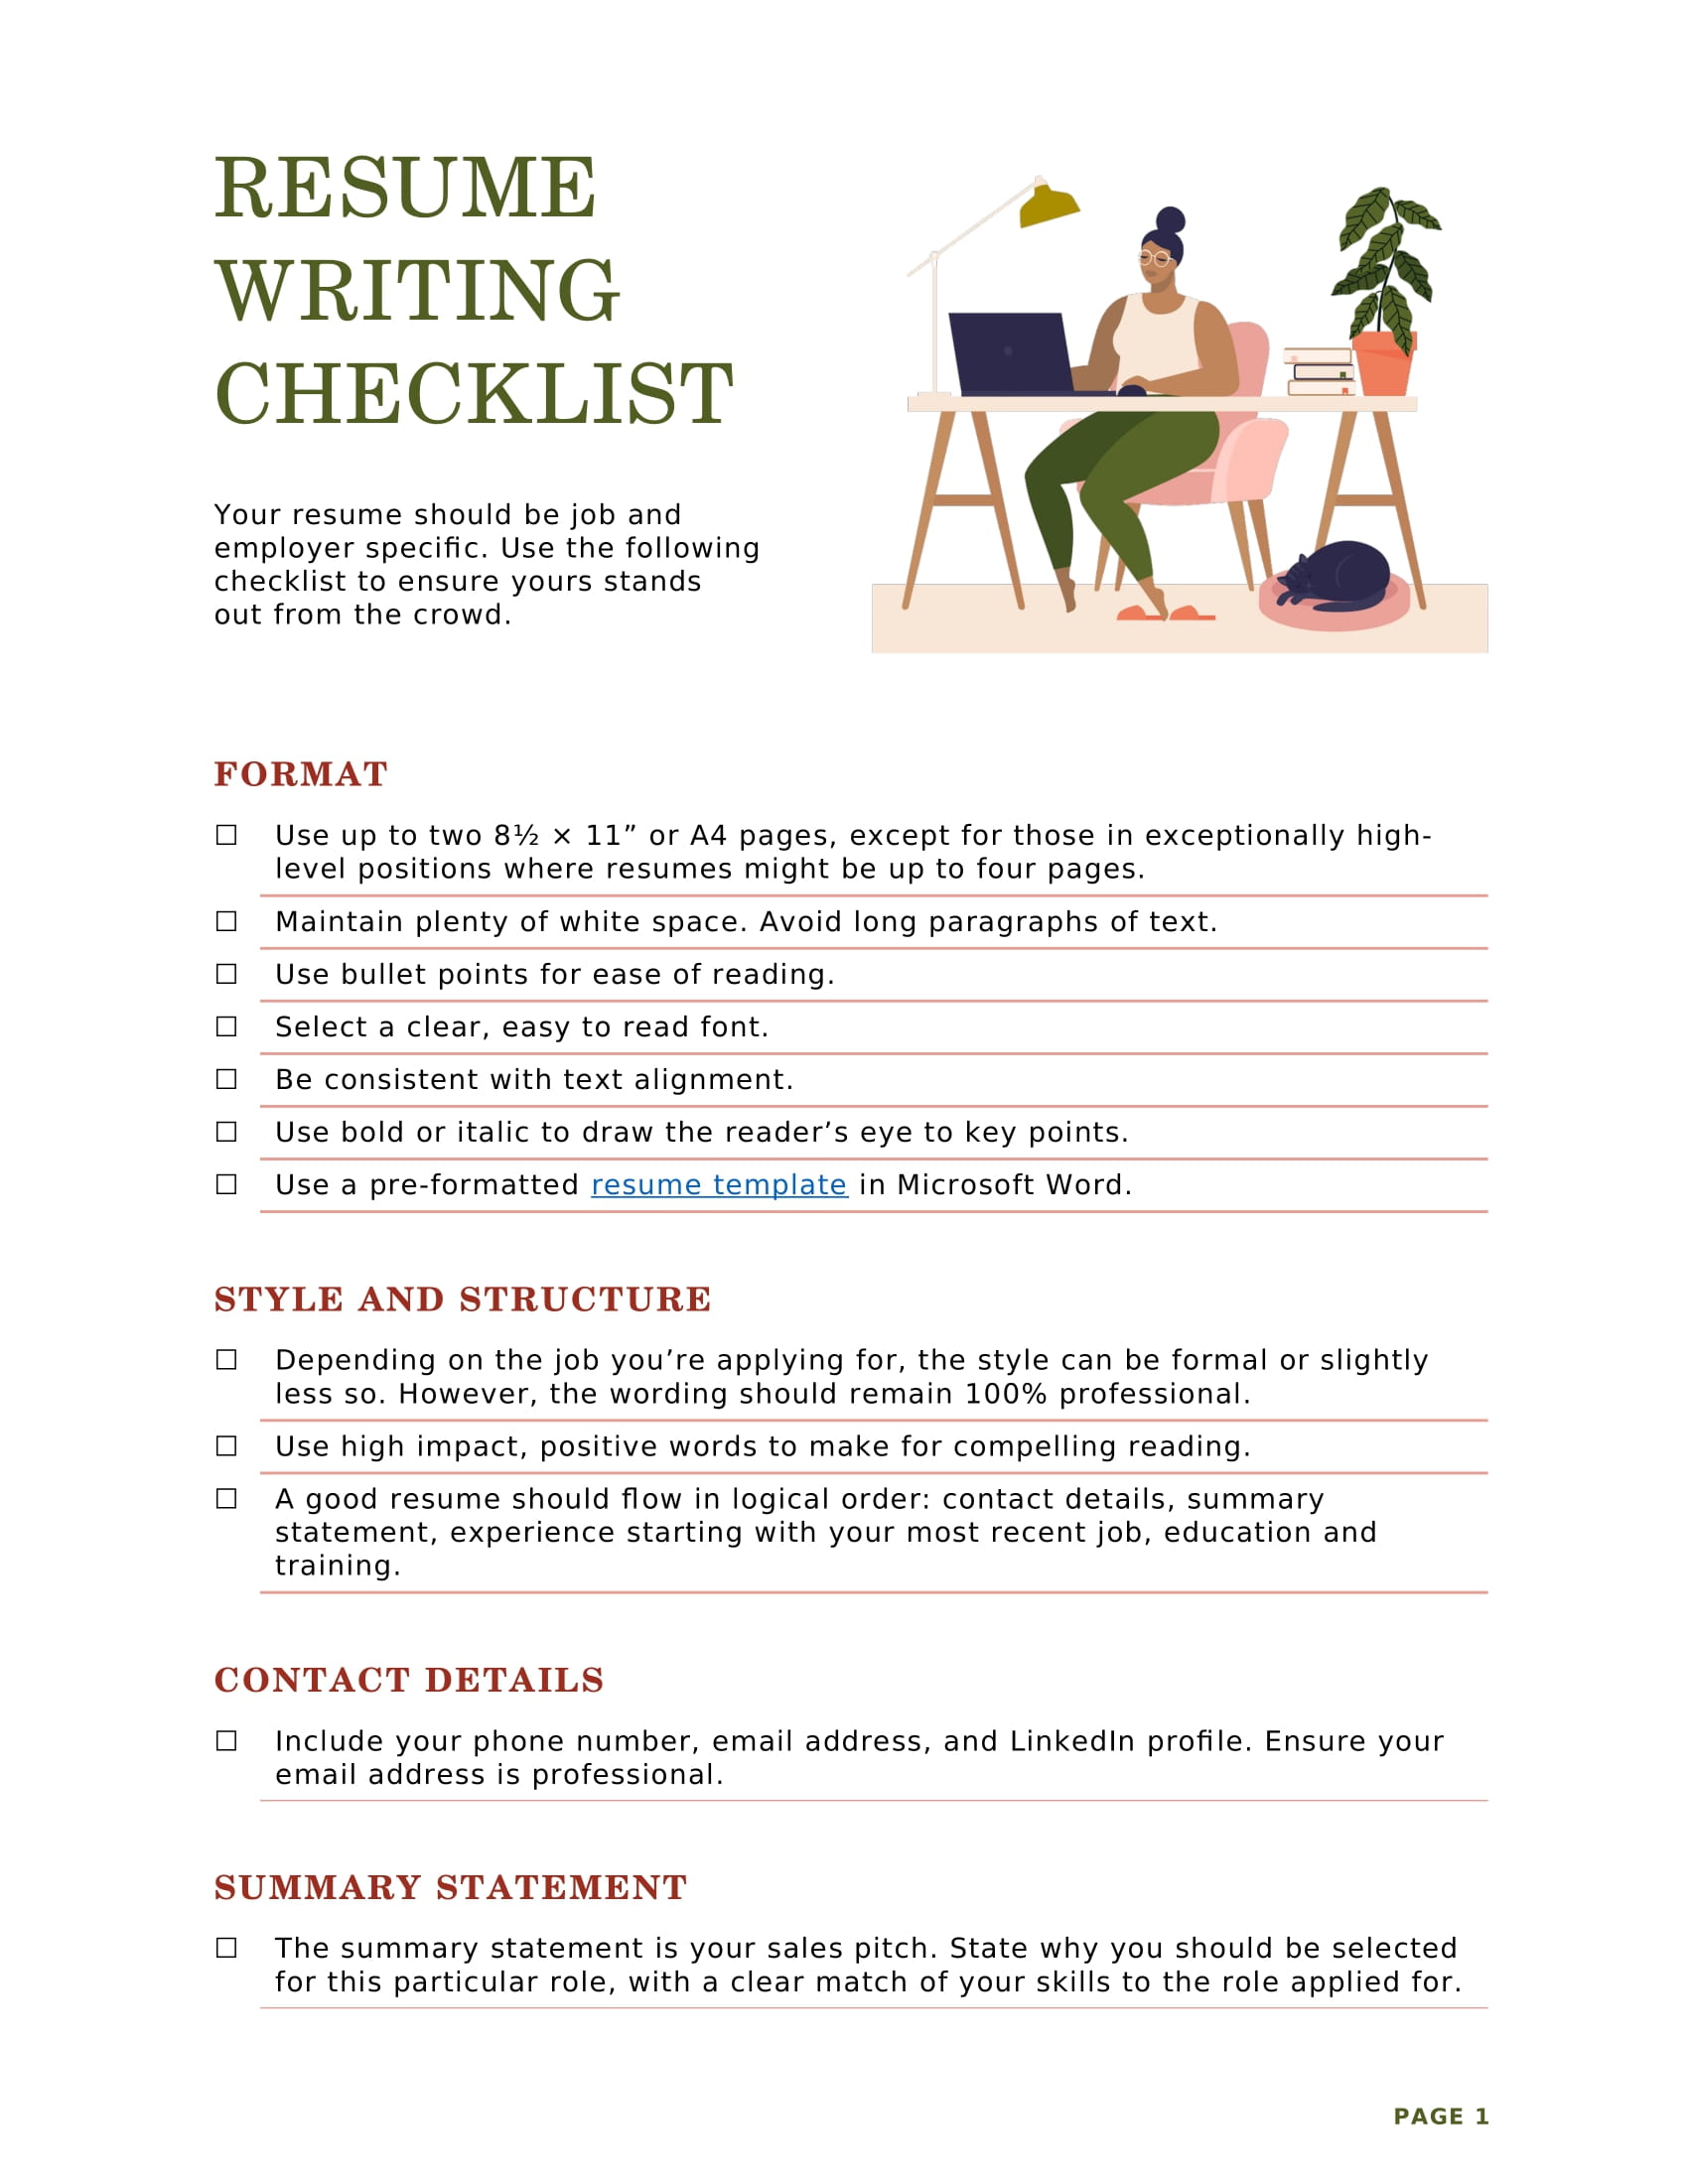 RESUME
WRITING
CHECKLIST
Your resume should be job and
employer specific. Use the following
checklist to ensure yours stands
out from the crowd.
FORMAT
☐ Use up to two 8½ × 11” or A4 pages, except for those in exceptionally high-
level positions where resumes might be up to four pages.
☐ Maintain plenty of white space. Avoid long paragraphs of text.
☐ Use bullet points for ease of reading.
☐ Select a clear, easy to read font.
☐ Be consistent with text alignment.
☐ Use bold or italic to draw the reader’s eye to key points.
☐ Use a pre-formatted resume template in Microsoft Word.
STYLE AND STRUCTURE
☐ Depending on the job you’re applying for, the style can be formal or slightly
less so. However, the wording should remain 100% professional.
☐ Use high impact, positive words to make for compelling reading.
☐ A good resume should flow in logical order: contact details, summary
statement, experience starting with your most recent job, education and
training.
CONTACT DETAILS
☐ Include your phone number, email address, and LinkedIn profile. Ensure your
email address is professional.
SUMMARY STATEMENT
☐ The summary statement is your sales pitch. State why you should be selected
for this particular role, with a clear match of your skills to the role applied for.
PAGE 1